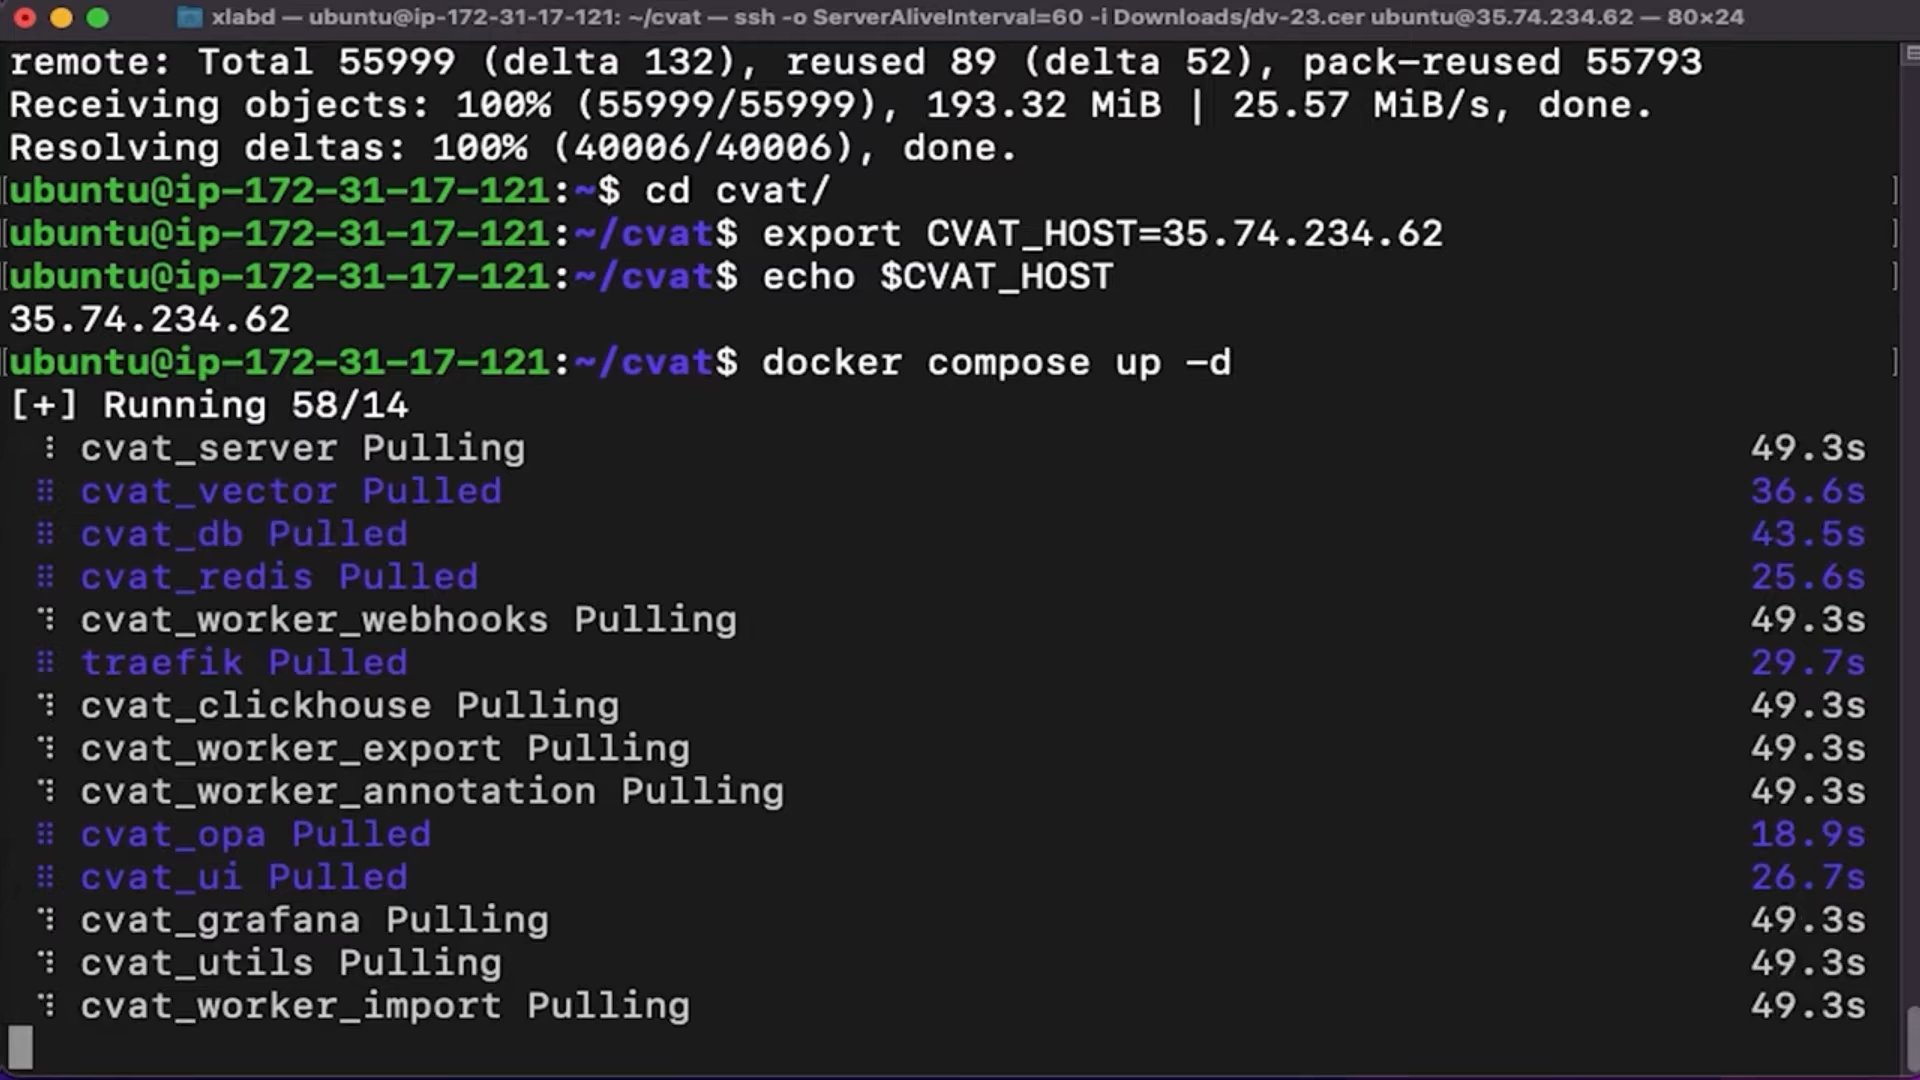 xlabd — ubuntu@ip-172-31-17-121: ~/cvat — ssh -o ServerAliveInterval=60 -i Downloads/dv-23.cer ubuntu@35.74.234.62 — 80×24
remote: Total 55999 (delta 132), reused 89 (delta 52), pack-reused 55793
Receiving objects: 100% (55999/55999), 193.32 MiB | 25.57 MiB/s, done.
Resolving deltas: 100% (40006/40006), done.
[ubuntu@ip-172-31-17-121:~$ cd cvat/ ]
[ubuntu@ip-172-31-17-121:~/cvat$ export CVAT_HOST=35.74.234.62 ]
[ubuntu@ip-172-31-17-121:~/cvat$ echo $CVAT_HOST ]
35.74.234.62
[ubuntu@ip-172-31-17-121:~/cvat$ docker compose up -d ]
[+] Running 58/14
⠸ cvat_server Pulling 49.3s
⠿ cvat_vector Pulled 36.6s
⠿ cvat_db Pulled 43.5s
⠿ cvat_redis Pulled 25.6s
⠹ cvat_worker_webhooks Pulling 49.3s
⠿ traefik Pulled 29.7s
⠹ cvat_clickhouse Pulling 49.3s
⠹ cvat_worker_export Pulling 49.3s
⠹ cvat_worker_annotation Pulling 49.3s
⠿ cvat_opa Pulled 18.9s
⠿ cvat_ui Pulled 26.7s
⠹ cvat_grafana Pulling 49.3s
⠹ cvat_utils Pulling 49.3s
⠹ cvat_worker_import Pulling 49.3s